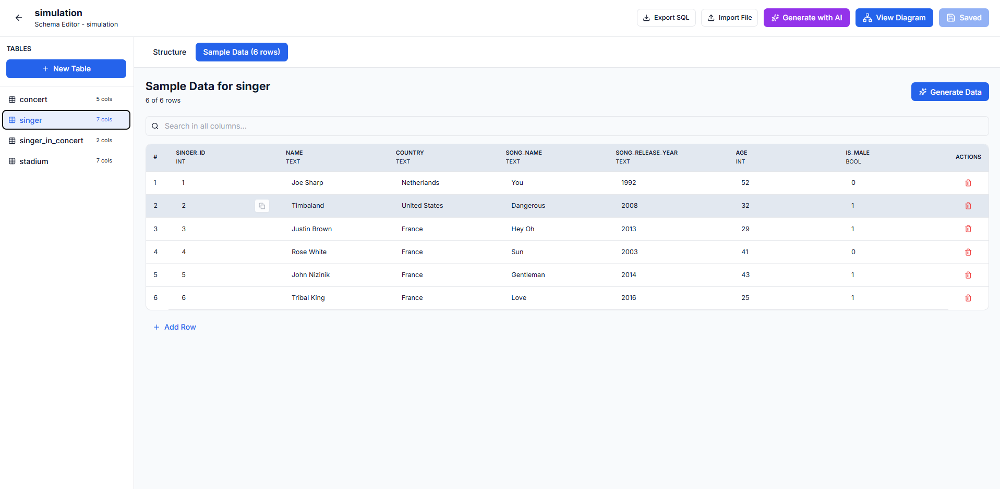 simulation
Schema Editor - simulation
Export SQL
Import File
Generate with AI
View Diagram
Saved
TABLES
New Table
concert 5 cols
singer 7 cols
singer_in_concert 2 cols
stadium 7 cols
Structure
Sample Data (6 rows)
Sample Data for singer
6 of 6 rows
Generate Data
Search in all columns...
# SINGER_ID NAME COUNTRY SONG_NAME SONG_RELEASE_YEAR AGE IS_MALE ACTIONS
INT TEXT TEXT TEXT TEXT INT BOOL
1 1 Joe Sharp Netherlands You 1992 52 0
2 2 Timbaland United States Dangerous 2008 32 1
3 3 Justin Brown France Hey Oh 2013 29 1
4 4 Rose White France Sun 2003 41 0
5 5 John Nizinik France Gentleman 2014 43 1
6 6 Tribal King France Love 2016 25 1
Add Row